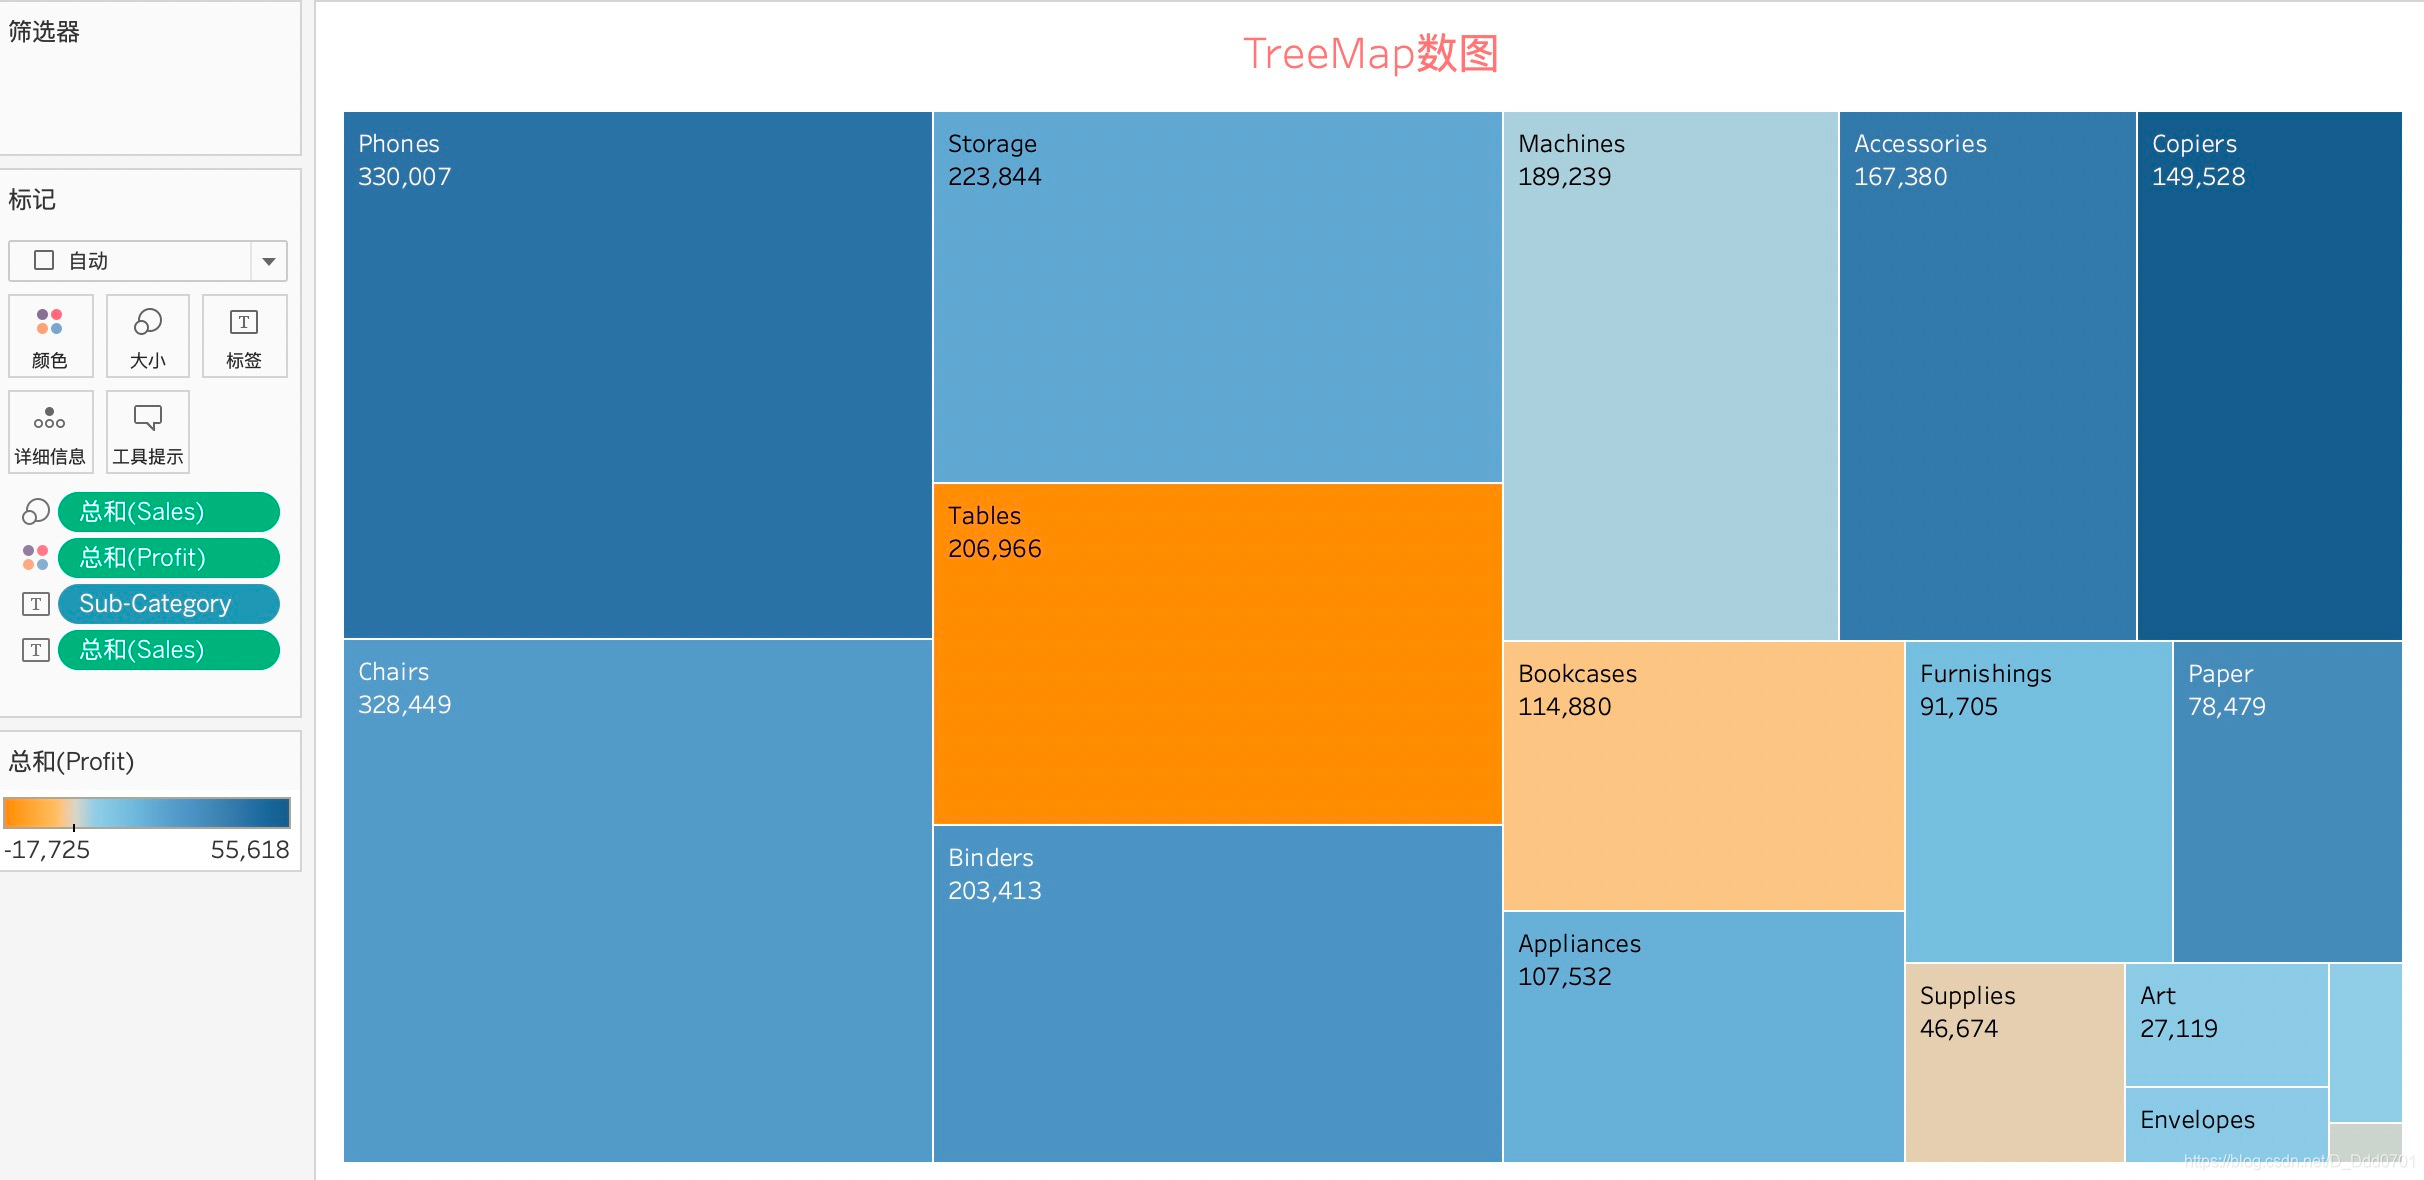 筛选器
标记
自动
颜色
大小
T
标签
详细信息
工具提示
总和(Sales)
总和(Profit)
T
Sub-Category
T
总和(Sales)
总和(Profit)
-17,725
55,618
TreeMap数图
Phones
330,007
Chairs
328,449
Storage
223,844
Tables
206,966
Binders
203,413
Machines
189,239
Accessories
167,380
Copiers
149,528
Bookcases
114,880
Appliances
107,532
Furnishings
91,705
Paper
78,479
Supplies
46,674
Art
27,119
Envelopes
https://blog.csdn.net/D_Ddd0701